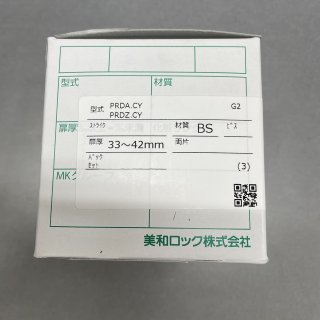 型式 材質
型式 PRDA.CY
PRDZ.CY G2
ｽﾄﾗｲｸ 材質 BS ﾋﾞｽ
扉厚 33～42mm 両片
ﾊﾞｯｸ
ｾｯﾄ (3)
扉厚
MK
美和ロック株式会社